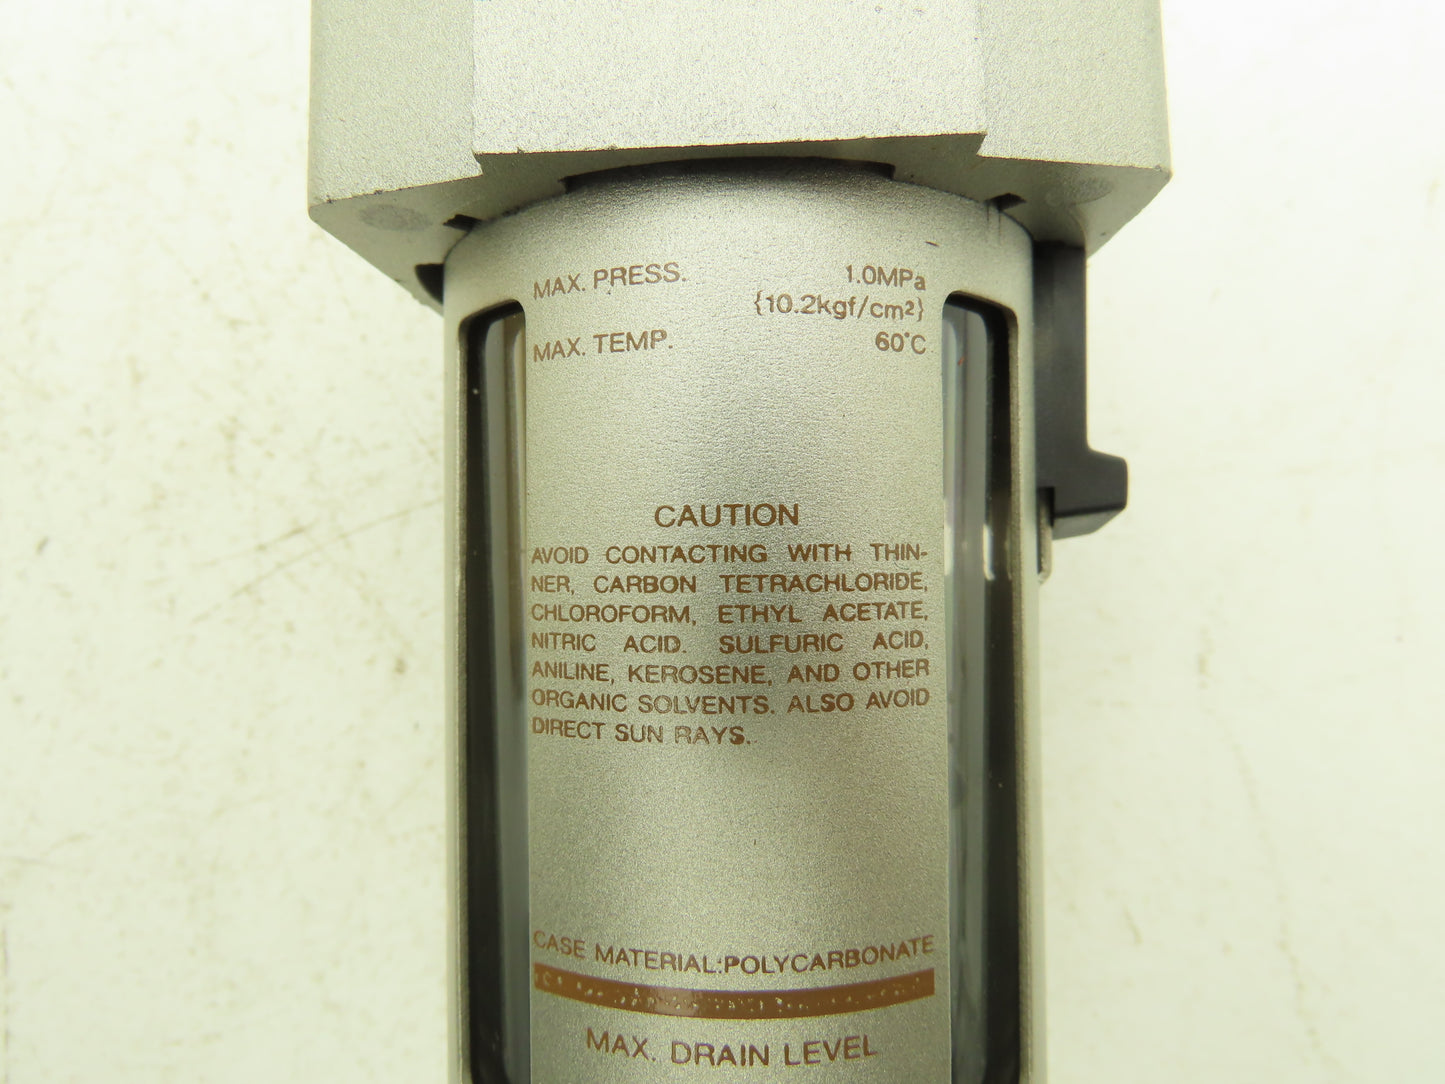 MAX. PRESS. 1.0MPa
{10.2kgf/cm²}
MAX. TEMP. 60°C
CAUTION
AVOID CONTACTING WITH THIN-
NER, CARBON TETRACHLORIDE,
CHLOROFORM, ETHYL ACETATE,
NITRIC ACID. SULFURIC ACID,
ANILINE, KEROSENE, AND OTHER
ORGANIC SOLVENTS. ALSO AVOID
DIRECT SUN RAYS.
CASE MATERIAL:POLYCARBONATE
MAX. DRAIN LEVEL